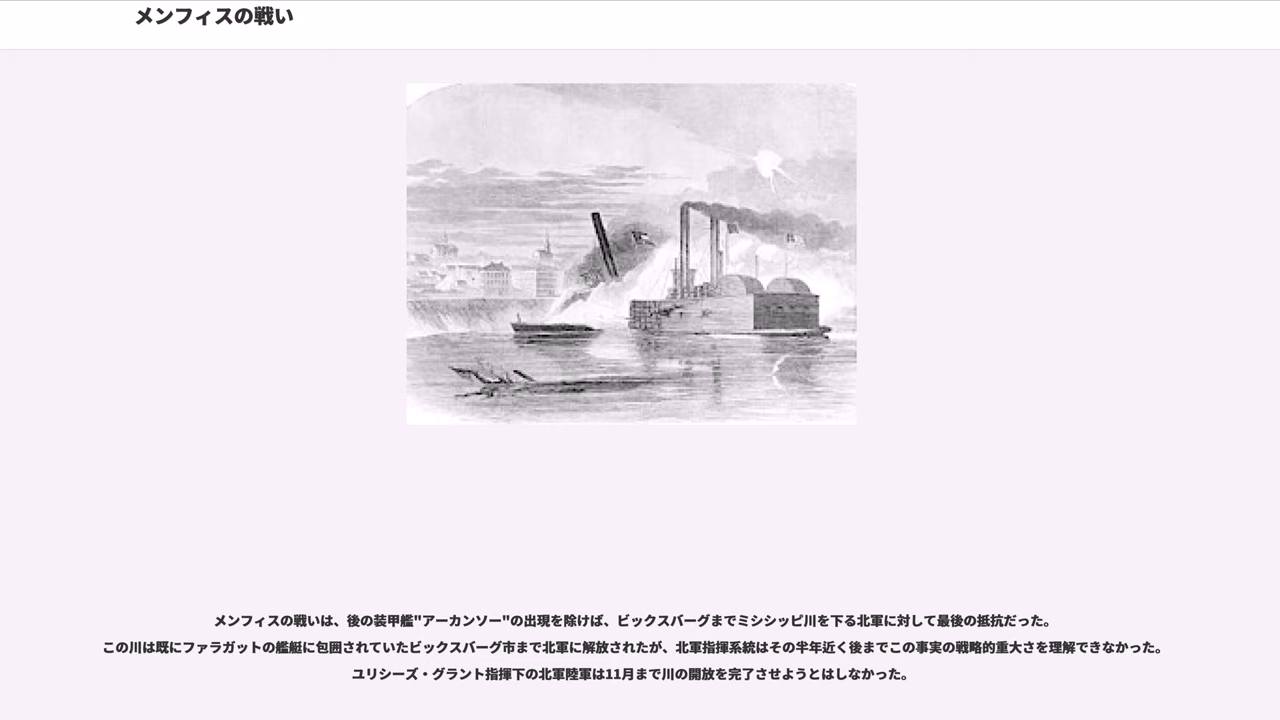 メンフィスの戦い
メンフィスの戦いは、後の装甲艦"アーカンソー"の出現を除けば、ビックスバーグまでミシシッピ川を下る北軍に対して最後の抵抗だった。
この川は既にファラガットの艦艇に包囲されていたビックスバーグ市まで北軍に解放されたが、北軍指揮系統はその半年近く後までこの事実の戦略的重大さを理解できなかった。
ユリシーズ・グラント指揮下の北軍陸軍は11月まで川の開放を完了させようとはしなかった。